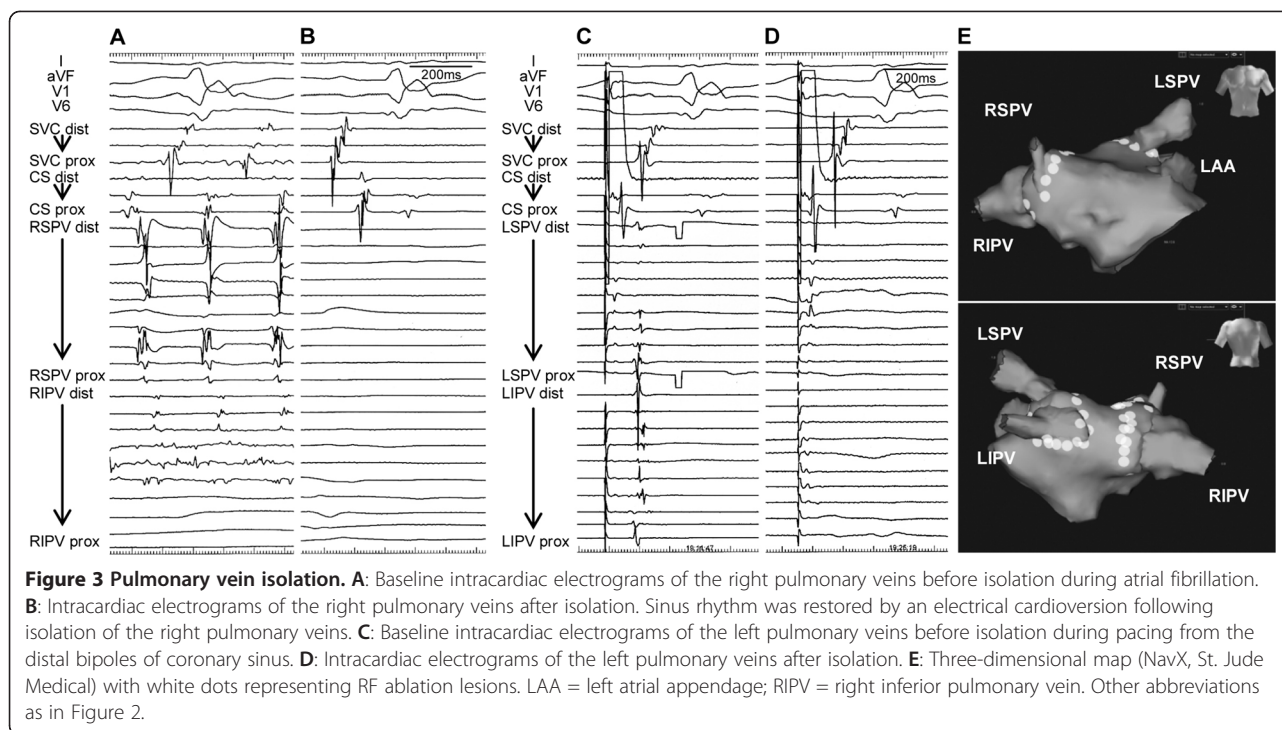 A
B
C
D
E
I
aVF
V1
V6
SVC dist
SVC prox
CS dist
CS prox
RSPV dist
RSPV prox
RIPV dist
RIPV prox
200ms
I
aVF
V1
V6
SVC dist
SVC prox
CS dist
CS prox
LSPV dist
LSPV prox
LIPV dist
LIPV prox
200ms
LSPV
RSPV
LAA
RIPV
LSPV
RSPV
LIPV
RIPV
Figure 3 Pulmonary vein isolation. A: Baseline intracardiac electrograms of the right pulmonary veins before isolation during atrial fibrillation.
B: Intracardiac electrograms of the right pulmonary veins after isolation. Sinus rhythm was restored by an electrical cardioversion following
isolation of the right pulmonary veins. C: Baseline intracardiac electrograms of the left pulmonary veins before isolation during pacing from the
distal bipoles of coronary sinus. D: Intracardiac electrograms of the left pulmonary veins after isolation. E: Three-dimensional map (NavX, St. Jude
Medical) with white dots representing RF ablation lesions. LAA = left atrial appendage; RIPV = right inferior pulmonary vein. Other abbreviations
as in Figure 2.